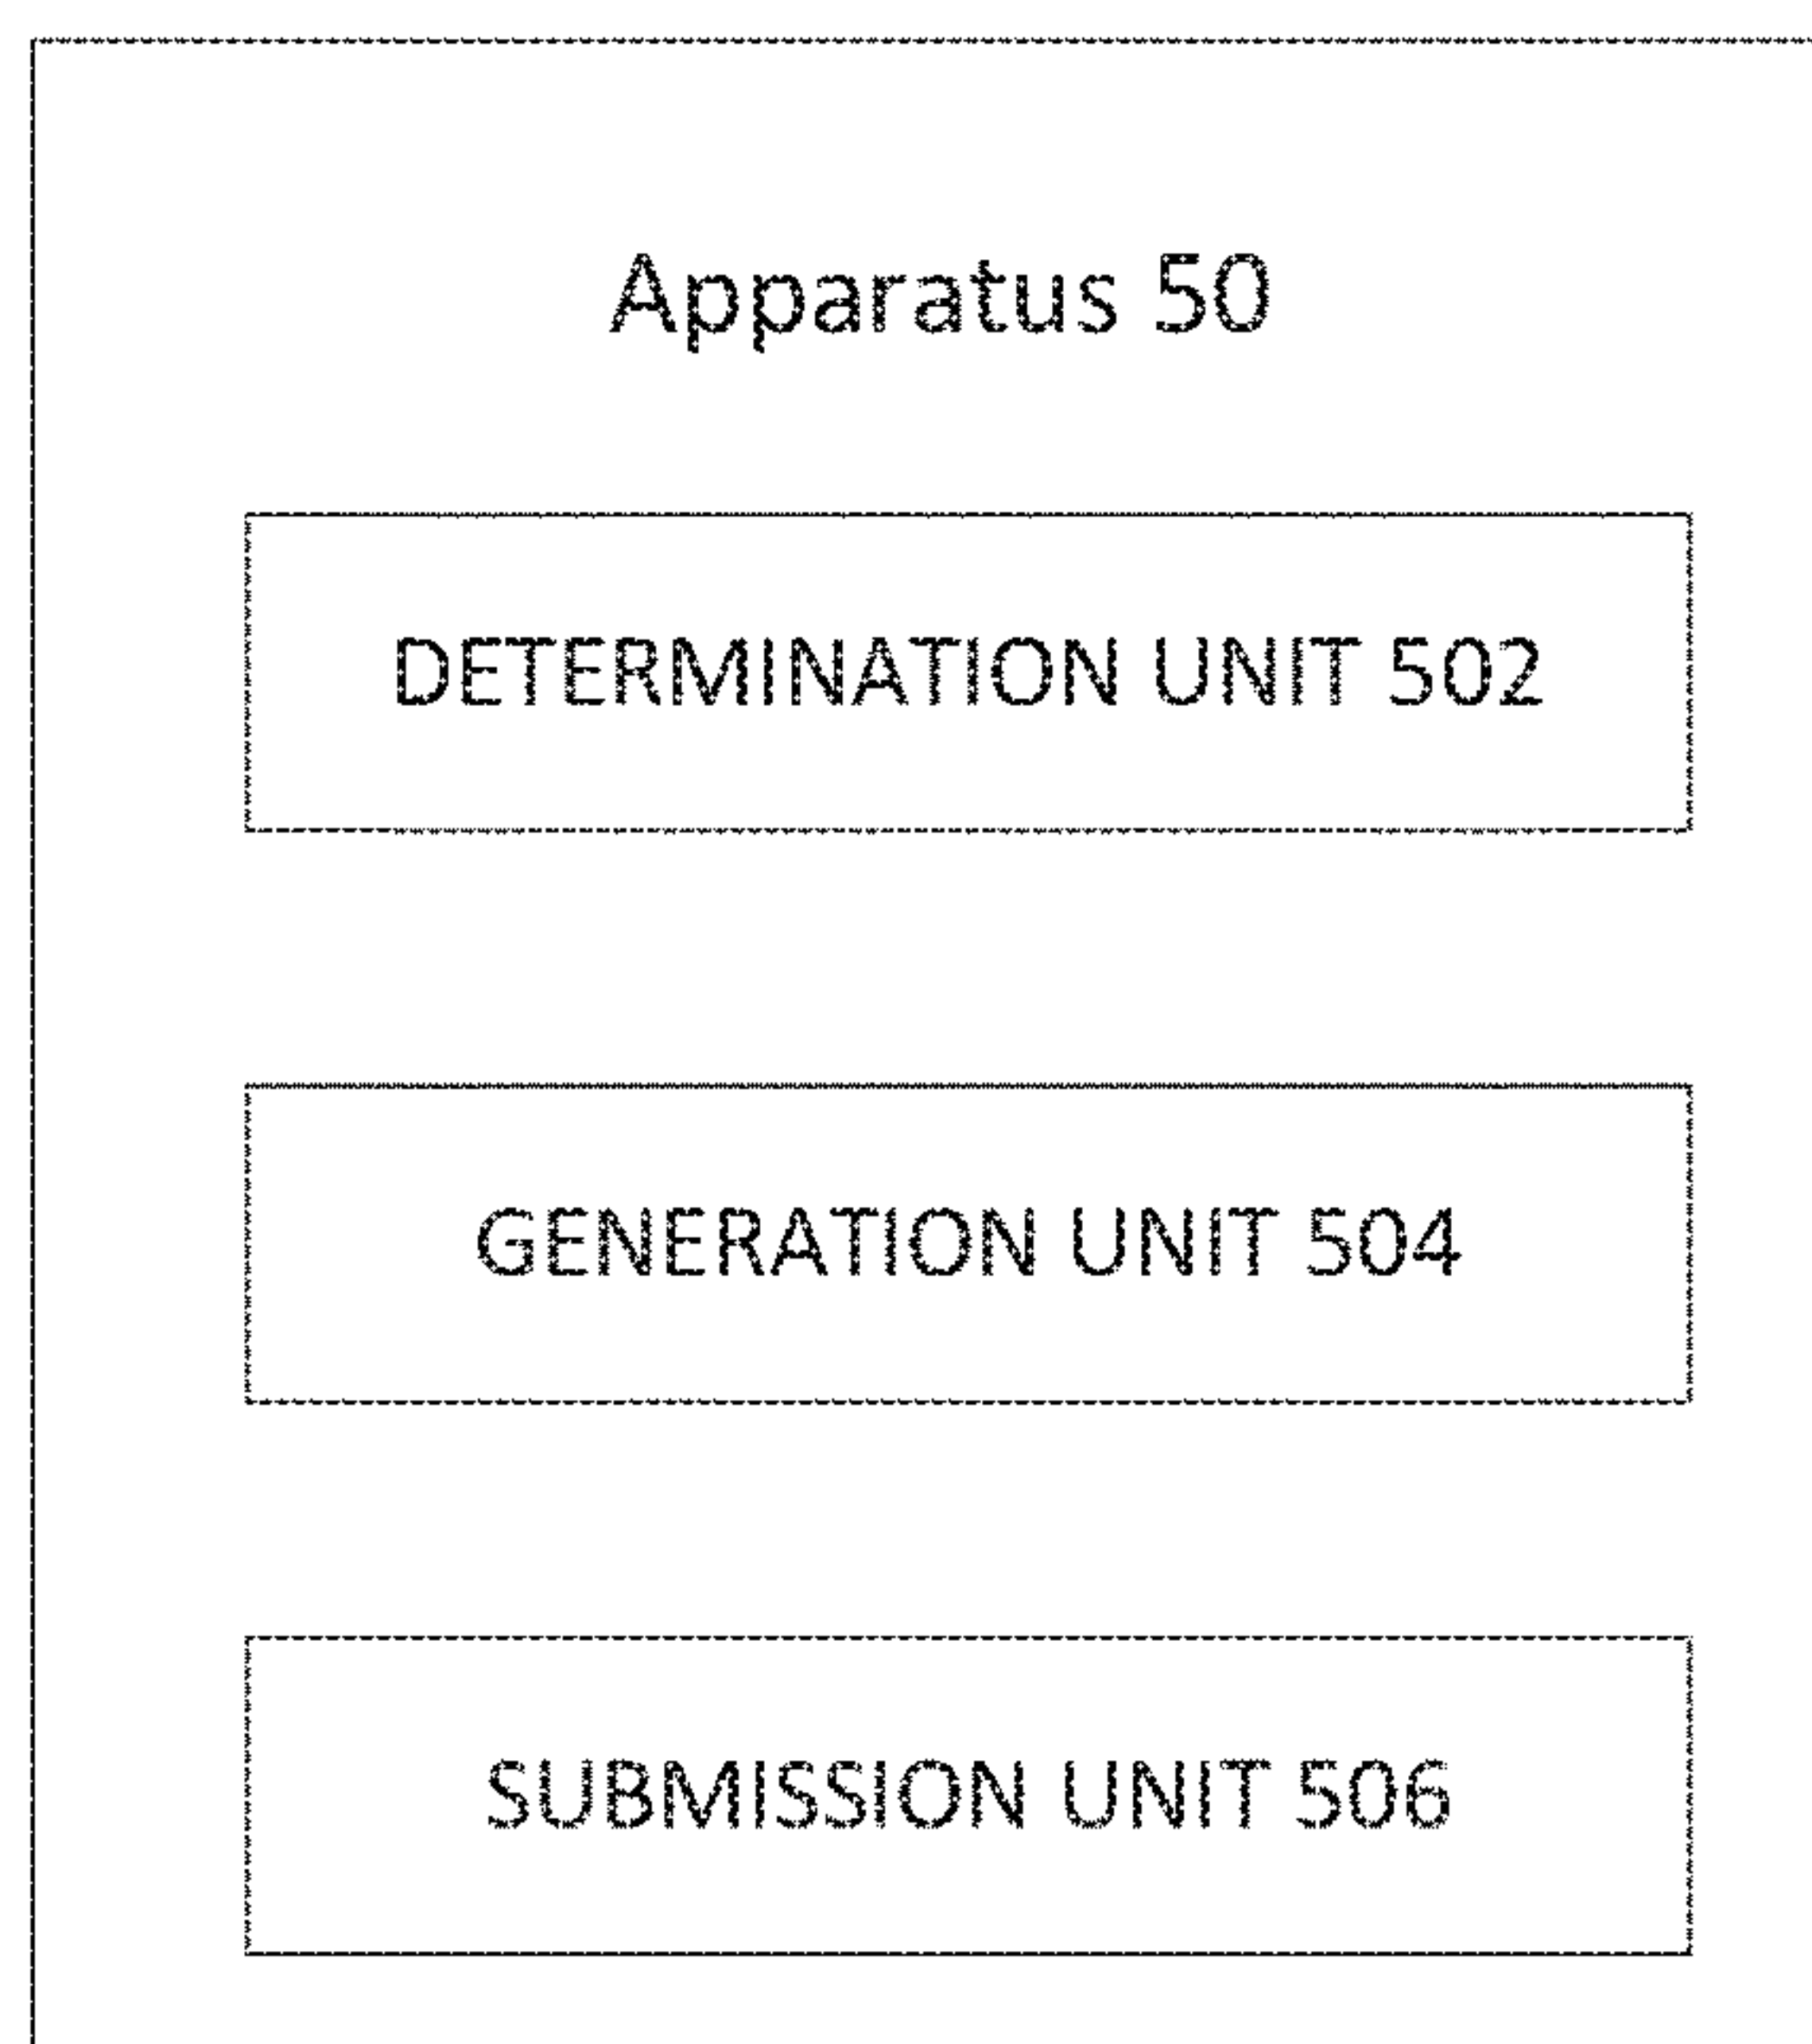 Apparatus 50
DETERMINATION UNIT 502
GENERATION UNIT 504
SUBMISSION UNIT 506